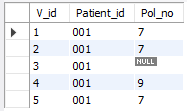 V_id Patient_id Pol_no
1 001 7
2 001 7
3 001 NULL
4 001 9
5 001 7